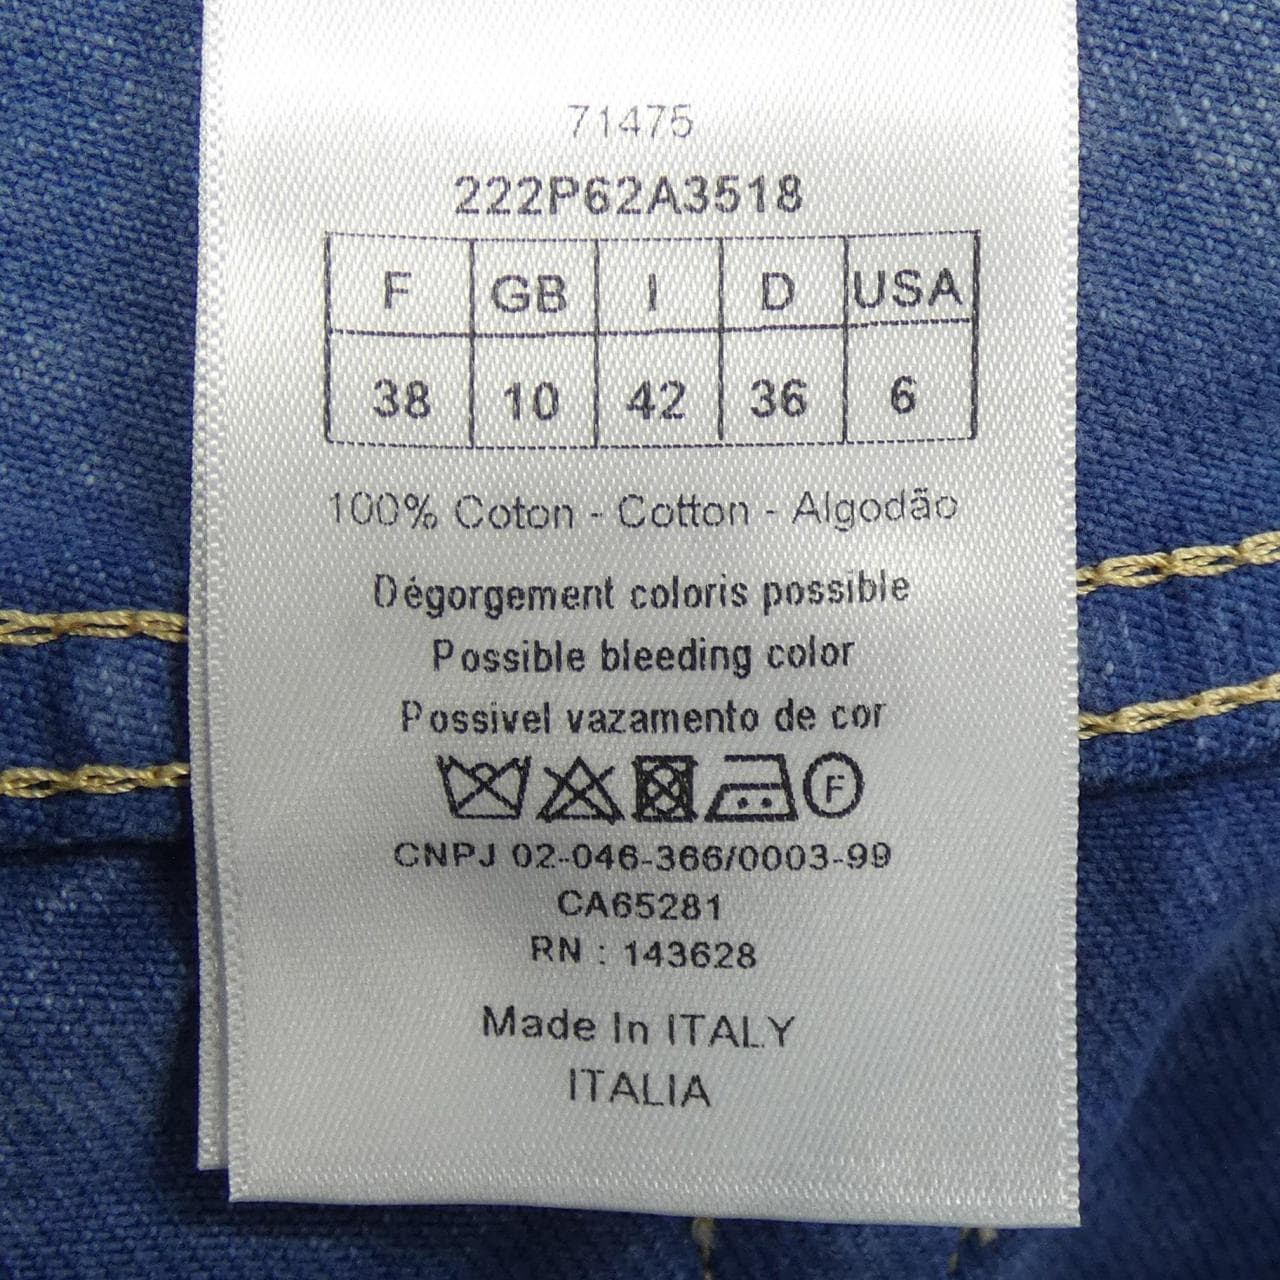 71475
222P62A3518
F GB I D USA
38 10 42 36 6
100% Coton - Cotton - Algodão
Dégorgement coloris possible
Possible bleeding color
Possivel vazamento de cor
F
CNPJ 02-046-366/0003-99
CA65281
RN : 143628
Made In ITALY
ITALIA